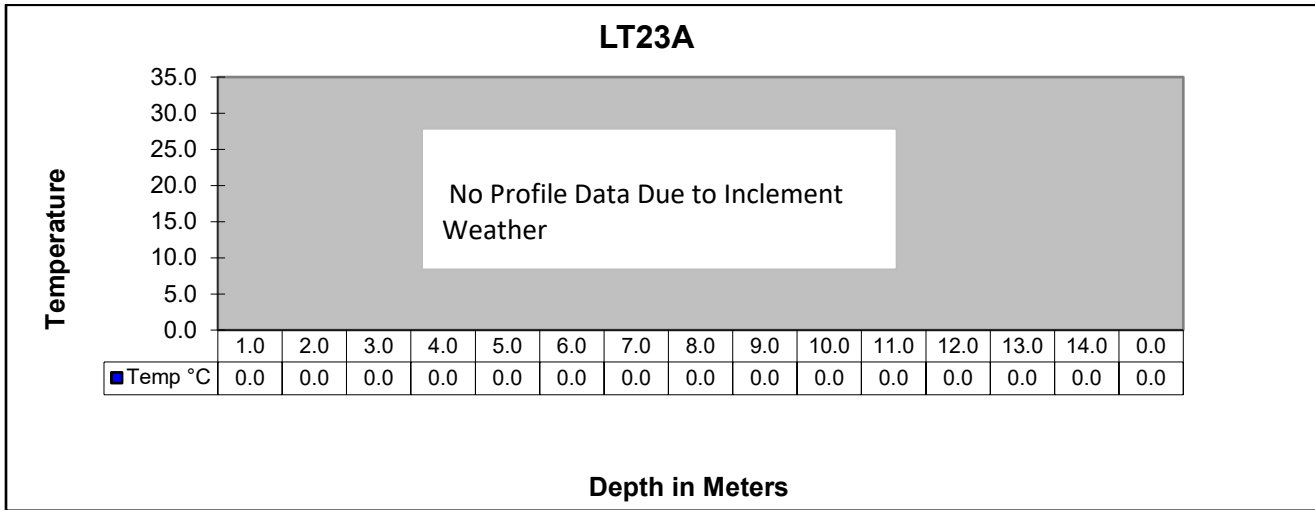 LT23A
35.0
30.0
25.0
20.0
15.0
10.0
5.0
0.0
Temperature
No Profile Data Due to Inclement
Weather
1.0 2.0 3.0 4.0 5.0 6.0 7.0 8.0 9.0 10.0 11.0 12.0 13.0 14.0 0.0
Temp °C 0.0 0.0 0.0 0.0 0.0 0.0 0.0 0.0 0.0 0.0 0.0 0.0 0.0 0.0 0.0
Depth in Meters